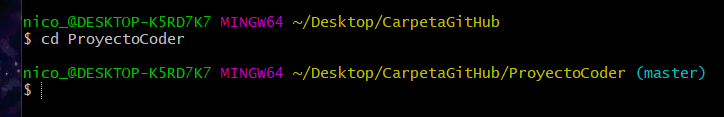 nico_@DESKTOP-K5RD7K7 MINGW64 ~/Desktop/CarpetaGitHub
$ cd ProyectoCoder
nico_@DESKTOP-K5RD7K7 MINGW64 ~/Desktop/CarpetaGitHub/ProyectoCoder (master)
$